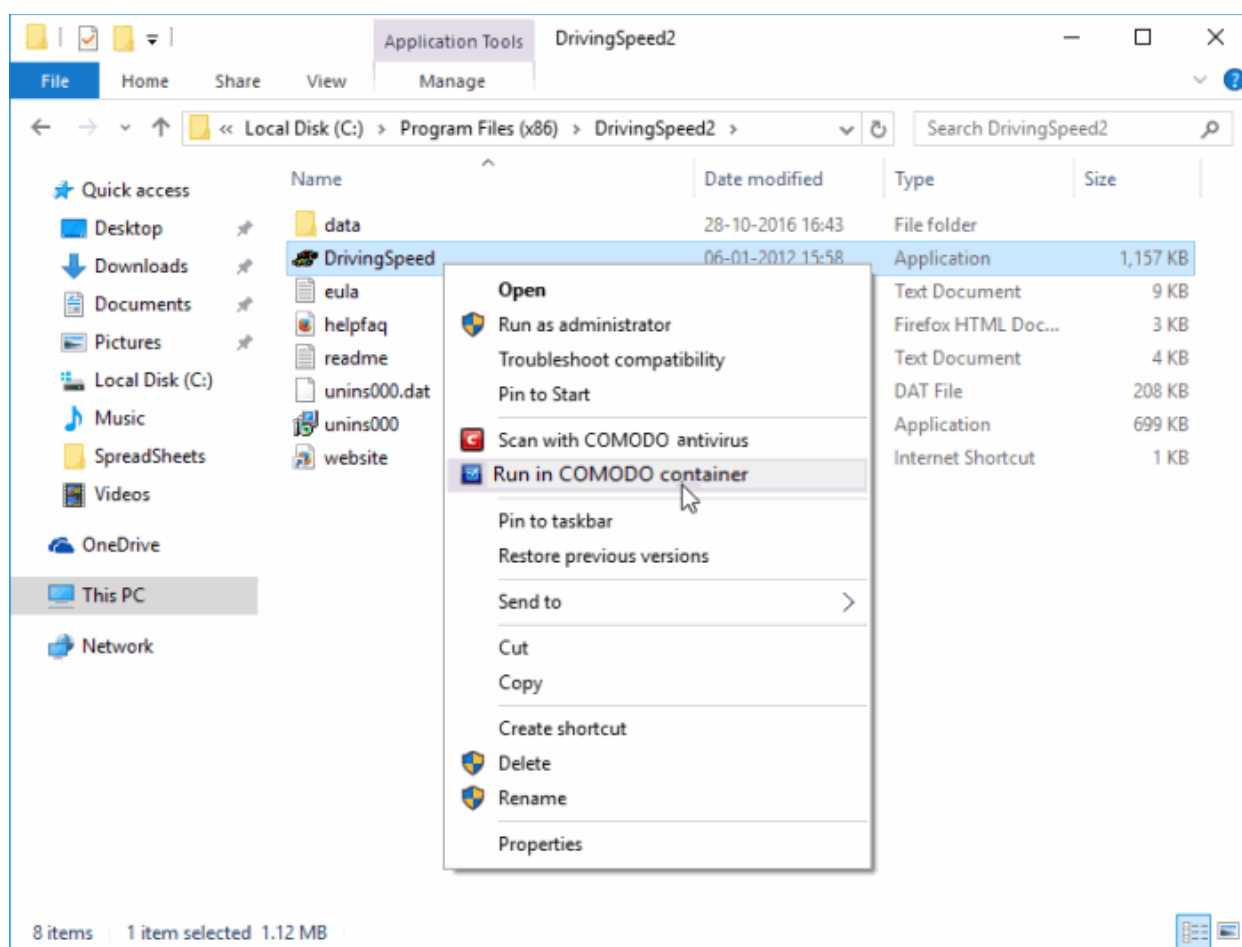 Application Tools DrivingSpeed2
File Home Share View Manage
« Local Disk (C:) > Program Files (x86) > DrivingSpeed2 > Search DrivingSpeed2
Name Date modified Type Size
Quick access
Desktop
Downloads
Documents
Pictures
Local Disk (C:)
Music
SpreadSheets
Videos
OneDrive
This PC
Network
data 28-10-2016 16:43 File folder
DrivingSpeed 06-01-2012 15:58 Application 1,157 KB
eula Text Document 9 KB
helpfaq Firefox HTML Doc... 3 KB
readme Text Document 4 KB
unins000.dat DAT File 208 KB
unins000 Application 699 KB
website Internet Shortcut 1 KB
Open
Run as administrator
Troubleshoot compatibility
Pin to Start
Scan with COMODO antivirus
Run in COMODO container
Pin to taskbar
Restore previous versions
Send to
Cut
Copy
Create shortcut
Delete
Rename
Properties
8 items 1 item selected 1.12 MB